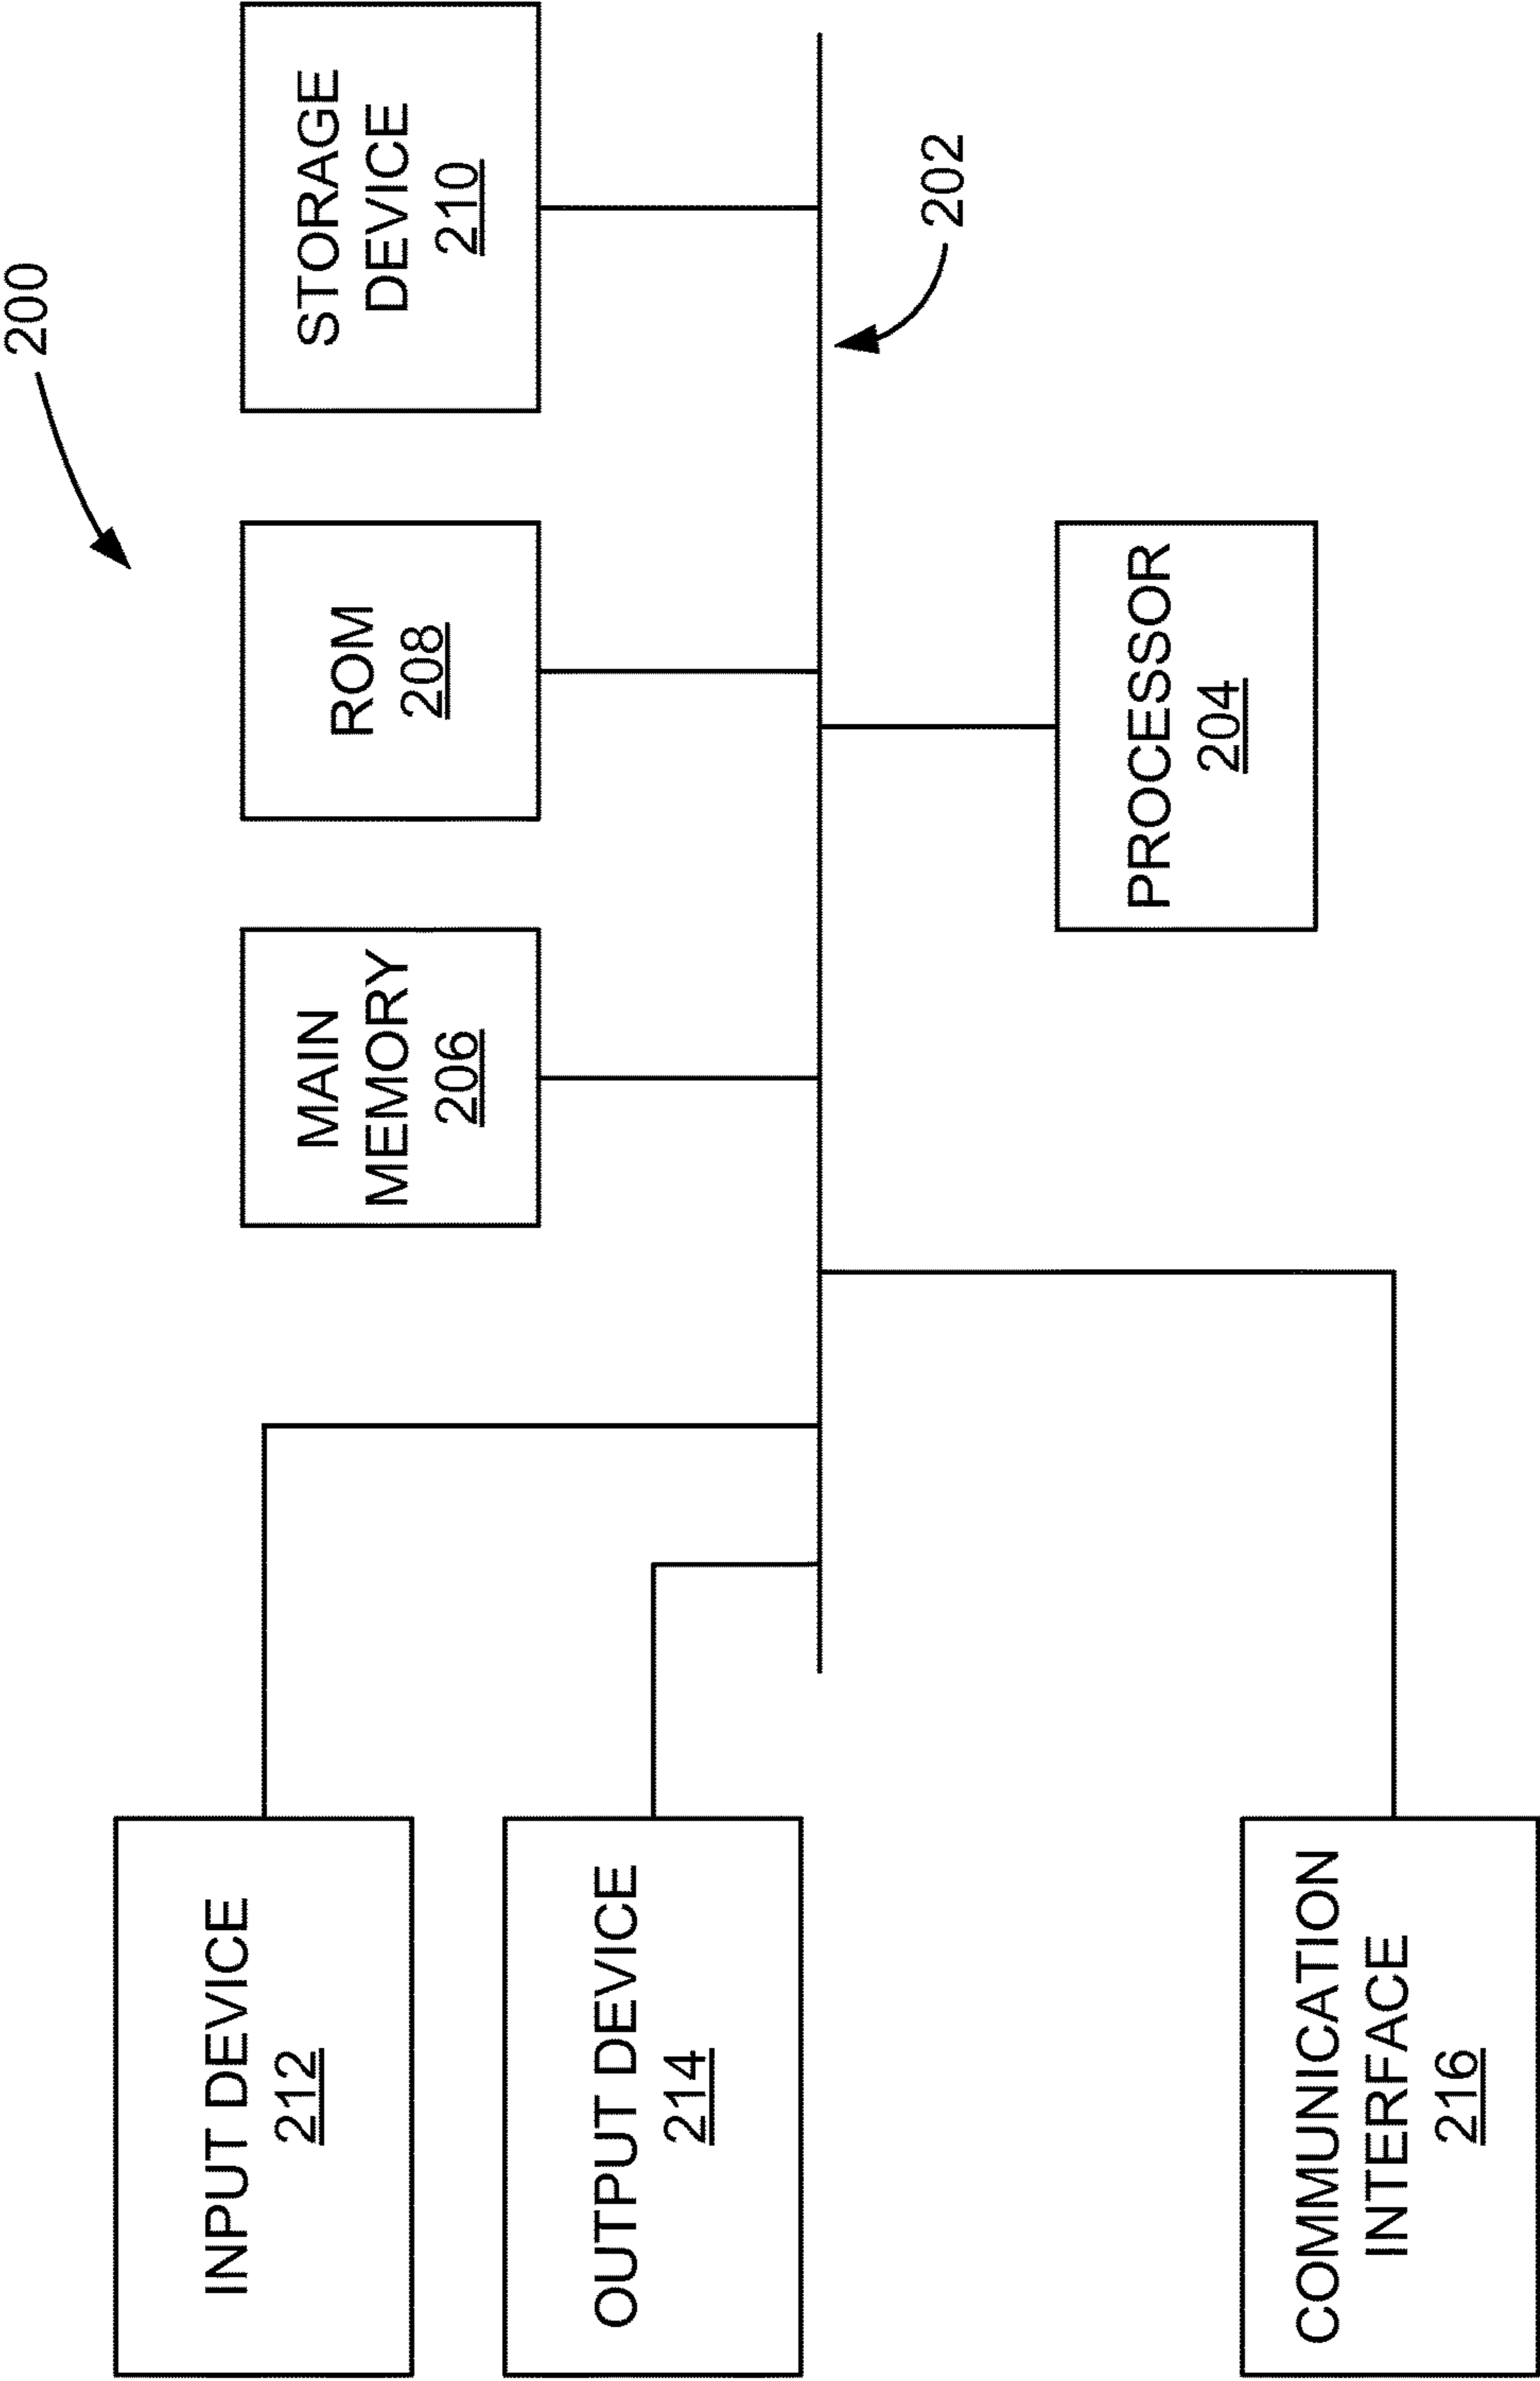 200
STORAGE
DEVICE
210
ROM
208
MAIN
MEMORY
206
202
PROCESSOR
204
INPUT DEVICE
212
OUTPUT DEVICE
214
COMMUNICATION
INTERFACE
216